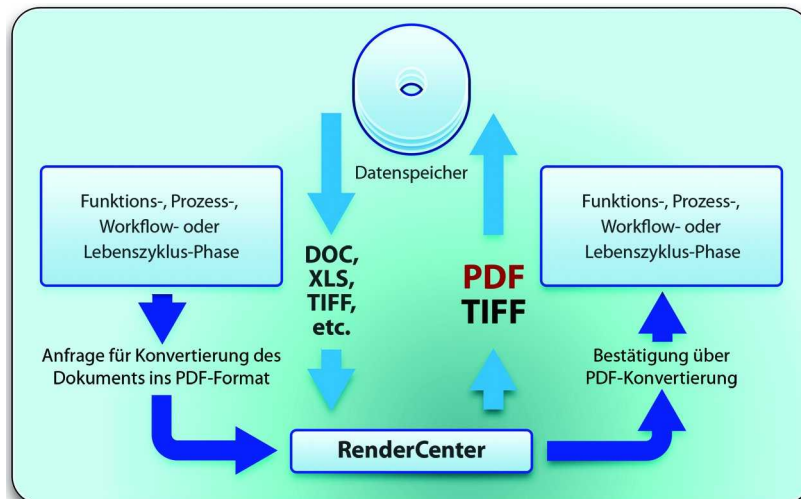 Datenspeicher
Funktions-, Prozess-,
Workflow- oder
Lebenszyklus-Phase
DOC,
XLS,
TIFF,
etc.
PDF
TIFF
Funktions-, Prozess-,
Workflow- oder
Lebenszyklus-Phase
Anfrage für Konvertierung des
Dokuments ins PDF-Format
Bestätigung über
PDF-Konvertierung
RenderCenter